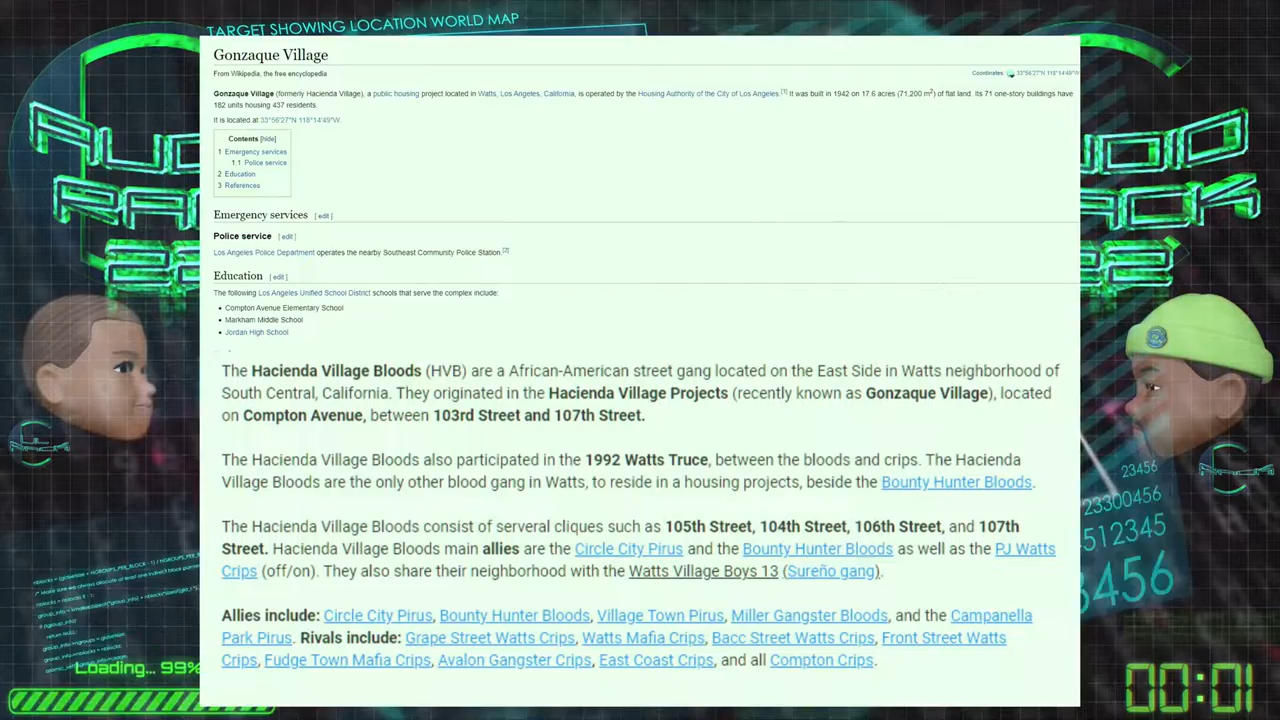 TARGET SHOWING LOCATION WORLD MAP
Gonzaque Village
From Wikipedia, the free encyclopedia
Coordinates: 33°56′27″N 118°14′49″W
Gonzaque Village (formerly Hacienda Village), a public housing project located in Watts, Los Angeles, California, is operated by the Housing Authority of the City of Los Angeles.[1] It was built in 1942 on 17.6 acres (71,200 m2) of flat land. Its 71 one-story buildings have
182 units housing 437 residents.
It is located at 33°56′27″N 118°14′49″W.
Contents [hide]
1 Emergency services
1.1 Police service
2 Education
3 References
Emergency services [ edit ]
Police service [ edit ]
Los Angeles Police Department operates the nearby Southeast Community Police Station.[2]
Education [ edit ]
The following Los Angeles Unified School District schools that serve the complex include:
• Compton Avenue Elementary School
• Markham Middle School
• Jordan High School
The Hacienda Village Bloods (HVB) are a African-American street gang located on the East Side in Watts neighborhood of
South Central, California. They originated in the Hacienda Village Projects (recently known as Gonzaque Village), located
on Compton Avenue, between 103rd Street and 107th Street.
The Hacienda Village Bloods also participated in the 1992 Watts Truce, between the bloods and crips. The Hacienda
Village Bloods are the only other blood gang in Watts, to reside in a housing projects, beside the Bounty Hunter Bloods.
The Hacienda Village Bloods consist of serveral cliques such as 105th Street, 104th Street, 106th Street, and 107th
Street. Hacienda Village Bloods main allies are the Circle City Pirus and the Bounty Hunter Bloods as well as the PJ Watts
Crips (off/on). They also share their neighborhood with the Watts Village Boys 13 (Sureño gang).
Allies include: Circle City Pirus, Bounty Hunter Bloods, Village Town Pirus, Miller Gangster Bloods, and the Campanella
Park Pirus. Rivals include: Grape Street Watts Crips, Watts Mafia Crips, Bacc Street Watts Crips, Front Street Watts
Crips, Fudge Town Mafia Crips, Avalon Gangster Crips, East Coast Crips, and all Compton Crips.
23456
23300456
512345
3456
Loading... 99%
00:01